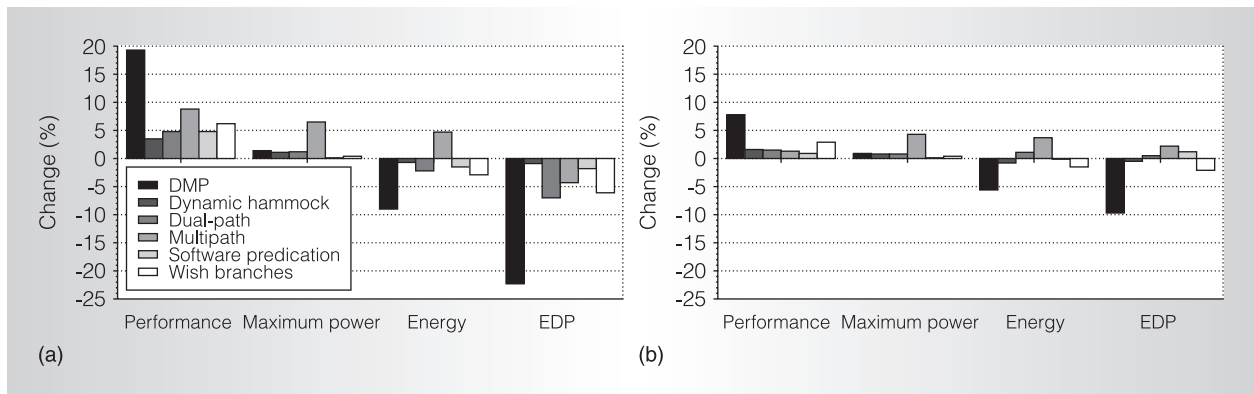 Change (%)
20
15
10
5
0
-5
-10
-15
-20
-25
DMP
Dynamic hammock
Dual-path
Multipath
Software predication
Wish branches
Performance Maximum power Energy EDP
(a)
Change (%)
20
15
10
5
0
-5
-10
-15
-20
-25
Performance Maximum power Energy EDP
(b)